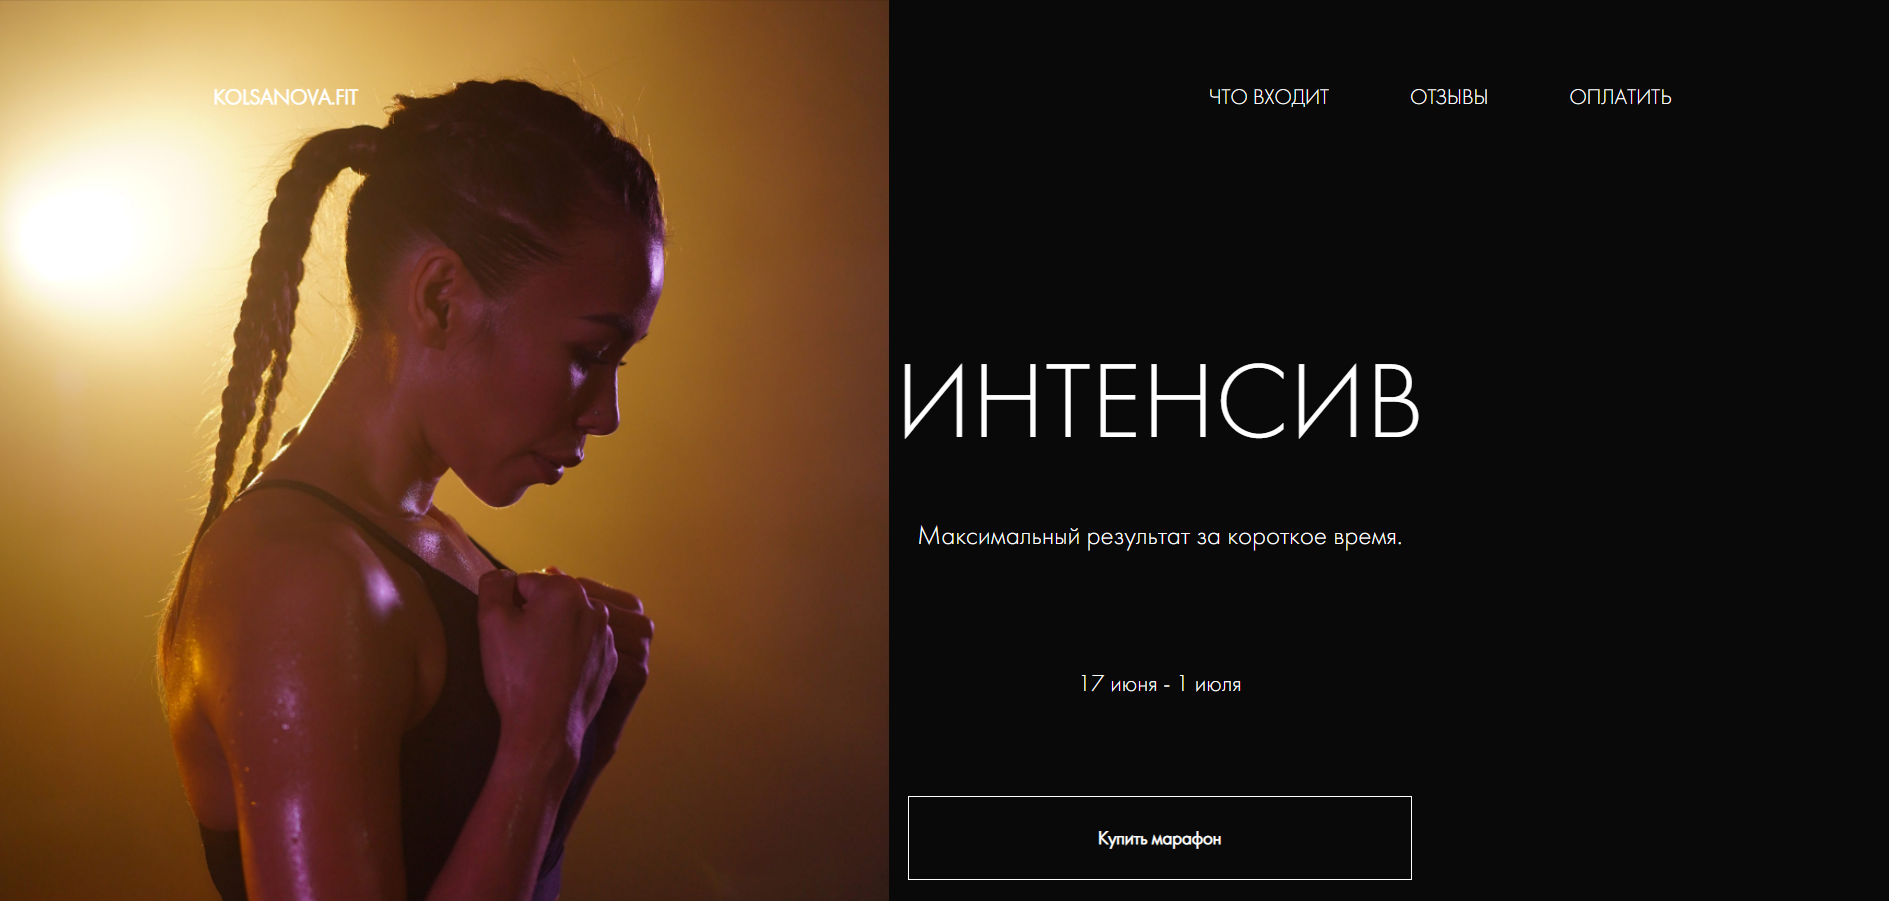 KOLSANOVA.FIT
ЧТО ВХОДИТ
ОТЗЫВЫ
ОПЛАТИТЬ
ИНТЕНСИВ
Максимальный результат за короткое время.
17 июня - 1 июля
Купить марафон